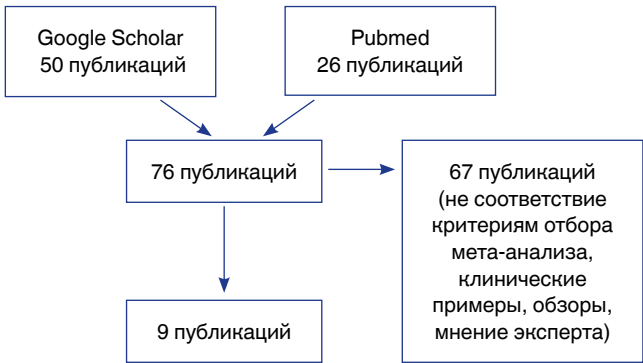 Google Scholar
50 публикаций
Pubmed
26 публикаций
76 публикаций
67 публикаций
(не соответствие
критериям отбора
мета-анализа,
клинические
примеры, обзоры,
мнение эксперта)
9 публикаций